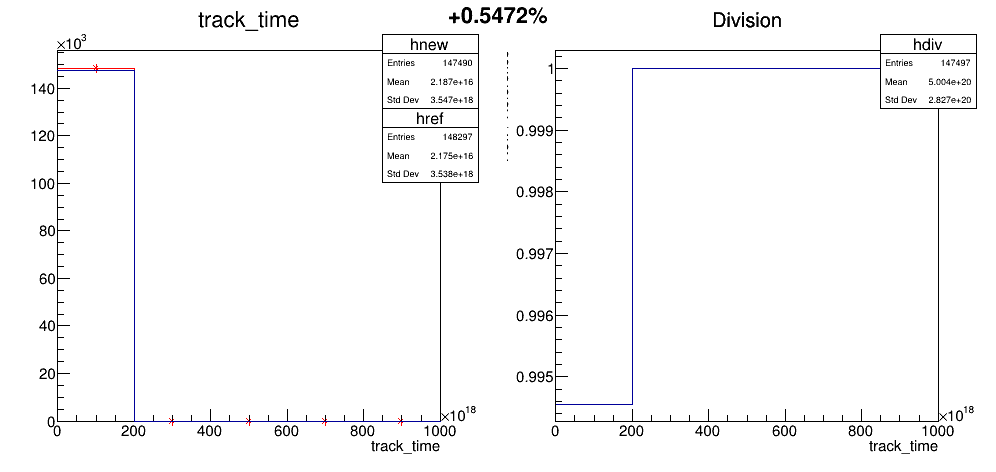 track_time
+0.5472%
Division
×10³
hnew
Entries 147490
Mean 2.187e+16
Std Dev 3.547e+18
href
Entries 148297
Mean 2.175e+16
Std Dev 3.538e+18
140
120
100
80
60
40
20
0
0 200 400 600 800 1000
×10¹⁸
track_time
hdiv
Entries 147497
Mean 5.004e+20
Std Dev 2.827e+20
1
0.999
0.998
0.997
0.996
0.995
0 200 400 600 800 1000
×10¹⁸
track_time